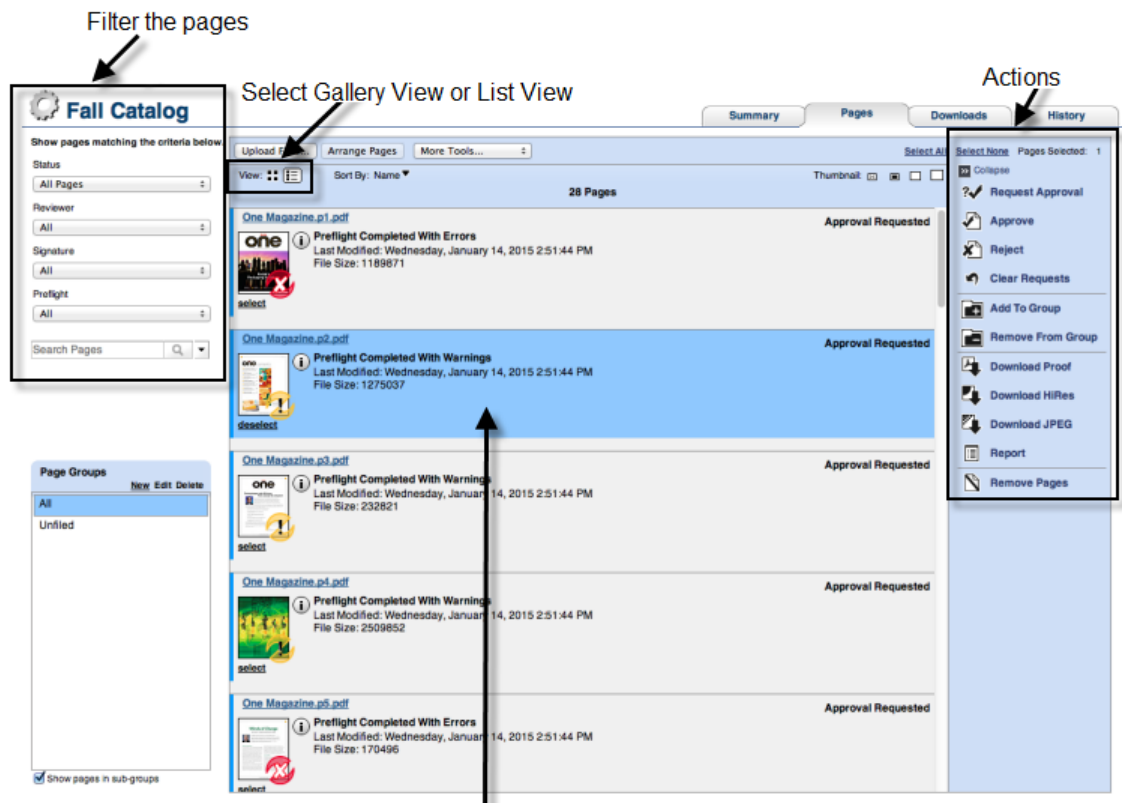 Filter the pages
Select Gallery View or List View
Actions
Fall Catalog
Summary
Pages
Downloads
History
Show pages matching the criteria below.
Status
All Pages
Reviewer
All
Signature
All
Preflight
All
Search Pages
Page Groups
New Edit Delete
All
Unfiled
Show pages in sub-groups
Arrange Pages
More Tools...
Select All
View:
Sort By: Name
Thumbnail:
28 Pages
One Magazine.p1.pdf
Approval Requested
one
Preflight Completed With Errors
Last Modified: Wednesday, January 14, 2015 2:51:44 PM
File Size: 1189871
select
One Magazine.p2.pdf
Approval Requested
one
Preflight Completed With Warnings
Last Modified: Wednesday, January 14, 2015 2:51:44 PM
File Size: 1275037
deselect
One Magazine.p3.pdf
Approval Requested
one
Preflight Completed With Warnings
Last Modified: Wednesday, January 14, 2015 2:51:44 PM
File Size: 232821
select
One Magazine.p4.pdf
Approval Requested
Preflight Completed With Warnings
Last Modified: Wednesday, January 14, 2015 2:51:44 PM
File Size: 2509852
select
One Magazine.p5.pdf
Approval Requested
Preflight Completed With Errors
Last Modified: Wednesday, January 14, 2015 2:51:44 PM
File Size: 170496
select
Select None Pages Selected: 1
Collapse
Request Approval
Approve
Reject
Clear Requests
Add To Group
Remove From Group
Download Proof
Download HiRes
Download JPEG
Report
Remove Pages